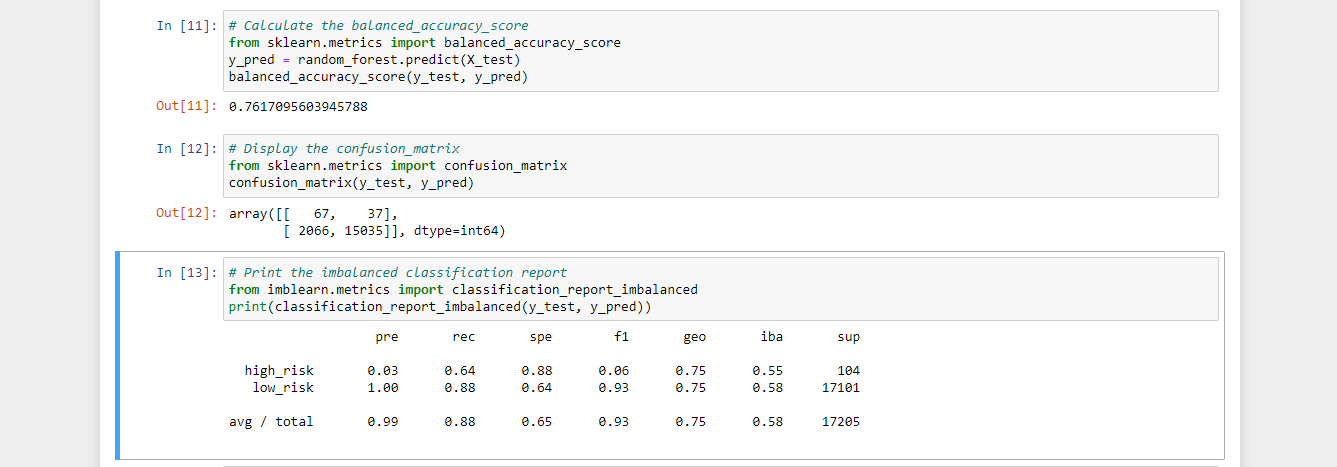 In [11]: # Calculate the balanced_accuracy_score
from sklearn.metrics import balanced_accuracy_score
y_pred = random_forest.predict(X_test)
balanced_accuracy_score(y_test, y_pred)
Out[11]: 0.7617095603945788
In [12]: # Display the confusion_matrix
from sklearn.metrics import confusion_matrix
confusion_matrix(y_test, y_pred)
Out[12]: array([[   67,    37],
       [ 2066, 15035]], dtype=int64)
In [13]: # Print the imbalanced classification report
from imblearn.metrics import classification_report_imbalanced
print(classification_report_imbalanced(y_test, y_pred))
pre rec spe f1 geo iba sup
high_risk 0.03 0.64 0.88 0.06 0.75 0.55 104
low_risk 1.00 0.88 0.64 0.93 0.75 0.58 17101
avg / total 0.99 0.88 0.65 0.93 0.75 0.58 17205